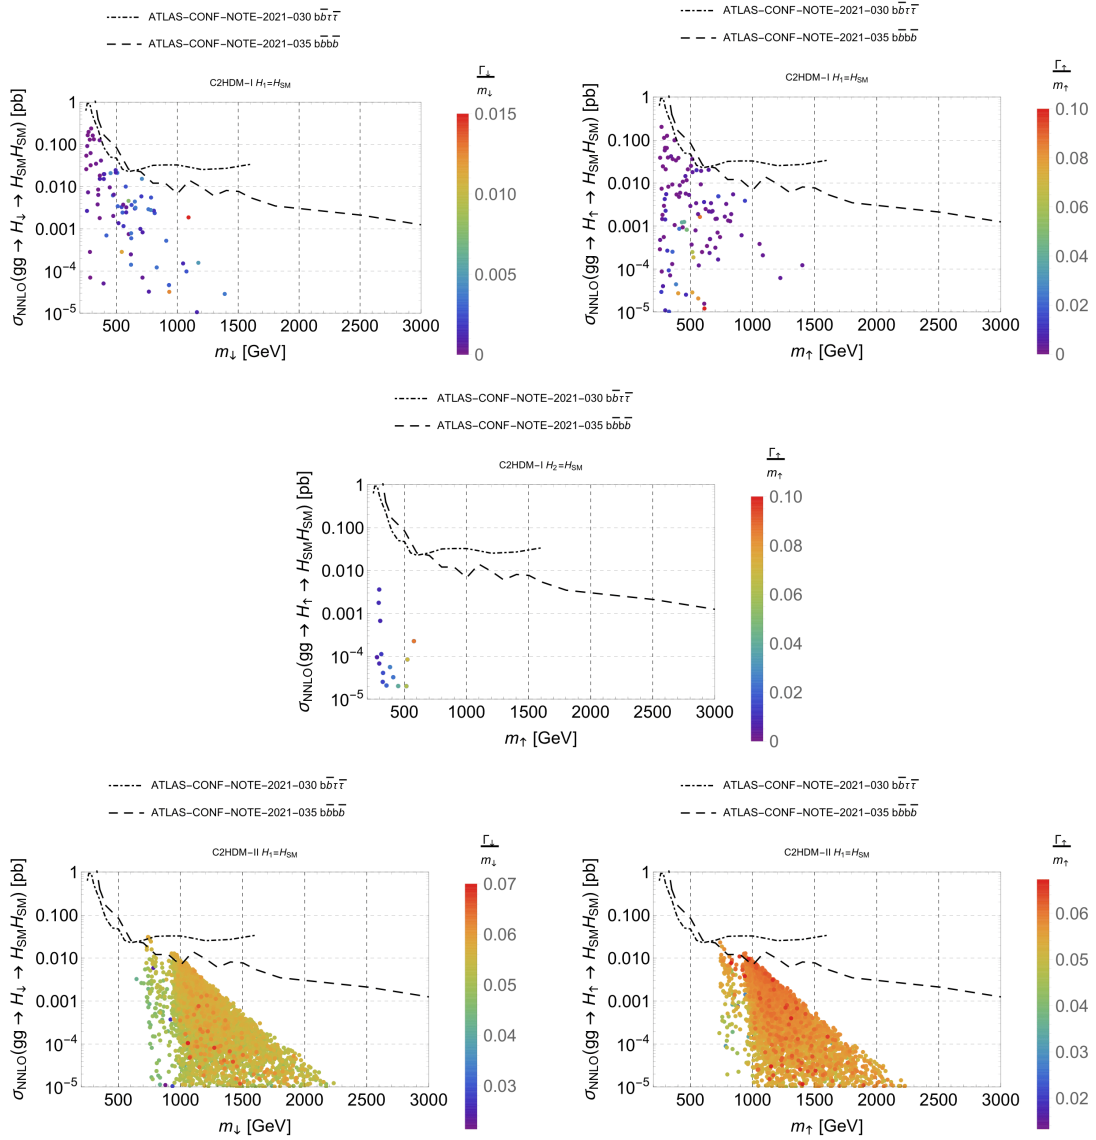 ATLAS-CONF-NOTE-2021-030 bb̅ττ̅
ATLAS-CONF-NOTE-2021-035 bb̅bb̅
C2HDM-I H₁=H_SM
σ_NNLO(gg → H↓ → H_SM H_SM) [pb]
1
0.100
0.010
0.001
10⁻⁴
10⁻⁵
500 1000 1500 2000 2500 3000
m↓ [GeV]
Γ↓
m↓
0.015
0.010
0.005
0
ATLAS-CONF-NOTE-2021-030 bb̅ττ̅
ATLAS-CONF-NOTE-2021-035 bb̅bb̅
C2HDM-I H₁=H_SM
σ_NNLO(gg → H↑ → H_SM H_SM) [pb]
1
0.100
0.010
0.001
10⁻⁴
10⁻⁵
500 1000 1500 2000 2500 3000
m↑ [GeV]
Γ↑
m↑
0.10
0.08
0.06
0.04
0.02
0
ATLAS-CONF-NOTE-2021-030 bb̅ττ̅
ATLAS-CONF-NOTE-2021-035 bb̅bb̅
C2HDM-I H₂=H_SM
σ_NNLO(gg → H↑ → H_SM H_SM) [pb]
1
0.100
0.010
0.001
10⁻⁴
10⁻⁵
500 1000 1500 2000 2500 3000
m↑ [GeV]
Γ↑
m↑
0.10
0.08
0.06
0.04
0.02
0
ATLAS-CONF-NOTE-2021-030 bb̅ττ̅
ATLAS-CONF-NOTE-2021-035 bb̅bb̅
C2HDM-II H₁=H_SM
σ_NNLO(gg → H↓ → H_SM H_SM) [pb]
1
0.100
0.010
0.001
10⁻⁴
10⁻⁵
500 1000 1500 2000 2500 3000
m↓ [GeV]
Γ↓
m↓
0.07
0.06
0.05
0.04
0.03
ATLAS-CONF-NOTE-2021-030 bb̅ττ̅
ATLAS-CONF-NOTE-2021-035 bb̅bb̅
C2HDM-II H₁=H_SM
σ_NNLO(gg → H↑ → H_SM H_SM) [pb]
1
0.100
0.010
0.001
10⁻⁴
10⁻⁵
500 1000 1500 2000 2500 3000
m↑ [GeV]
Γ↑
m↑
0.06
0.05
0.04
0.03
0.02